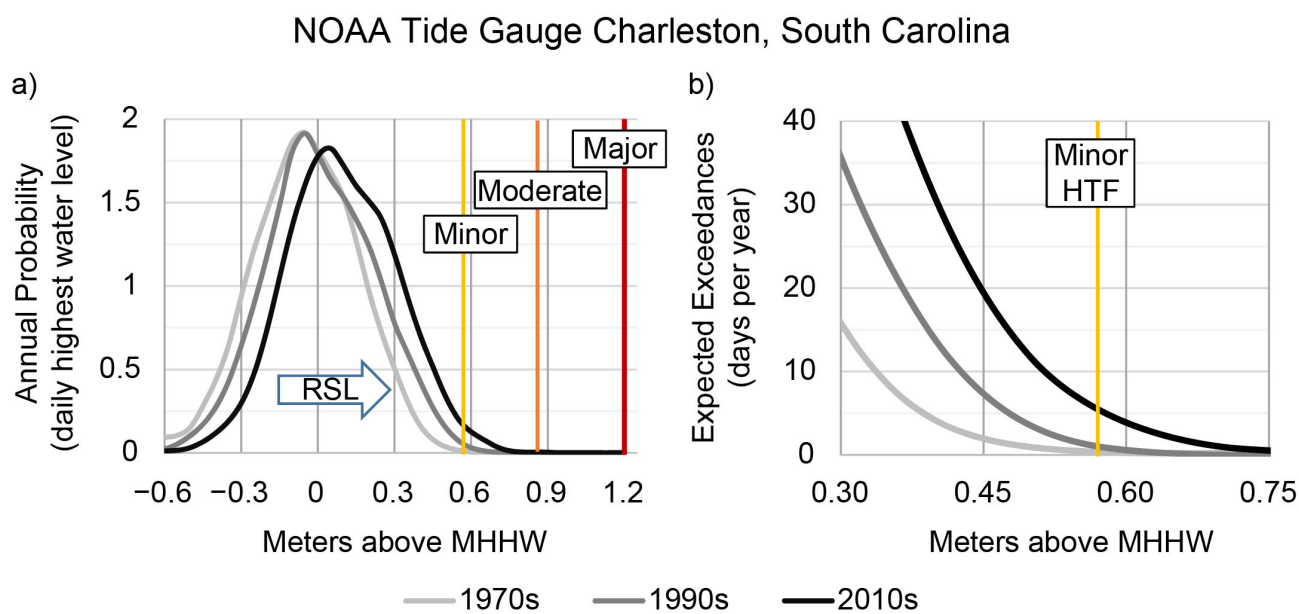 NOAA Tide Gauge Charleston, South Carolina
a)
Annual Probability
(daily highest water level)
2
1.5
1
0.5
0
Major
Moderate
Minor
RSL
−0.6 −0.3 0 0.3 0.6 0.9 1.2
Meters above MHHW
b)
Expected Exceedances
(days per year)
40
30
20
10
0
Minor
HTF
0.30 0.45 0.60 0.75
Meters above MHHW
1970s 1990s 2010s